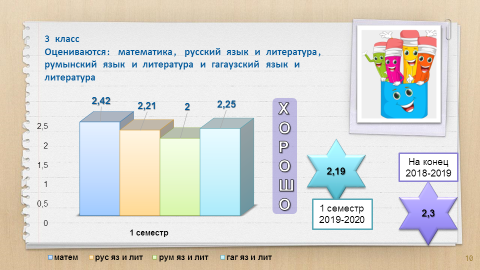 3 класс
Оцениваются: математика, русский язык и литература,
румынский язык и литература и гагаузский язык и
литература
2,42
2,21
2
2,25
2,5
2
1,5
1
0,5
0
1 семестр
матем
рус яз и лит
рум яз и лит
гаг яз и лит
Х
О
Р
О
Ш
О
2,19
1 семестр
2019-2020
На конец
2018-2019
2,3
10